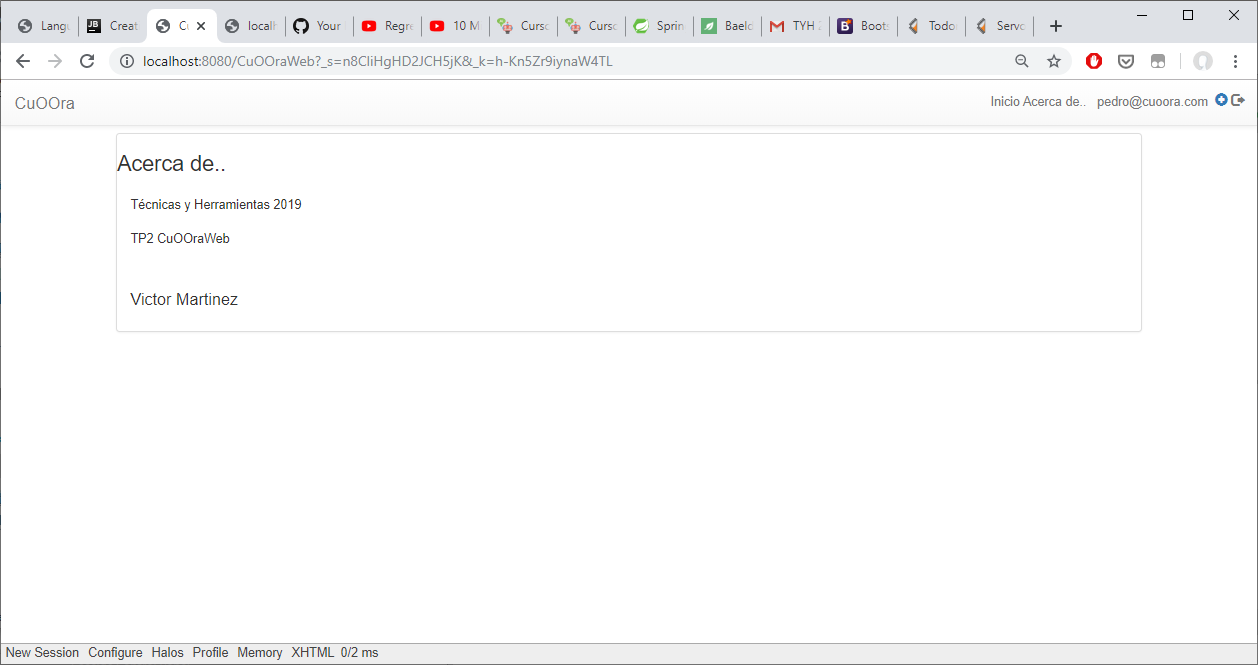 Langu
Creat
Cu
localh
Your
Regre
10 M
Curso
Curso
Sprin
Baeld
TYH 2
Boots
Todo
Servo
localhost:8080/CuOOraWeb?_s=n8CliHgHD2JCH5jK&_k=h-Kn5Zr9iynaW4TL
CuOOra
Inicio Acerca de.. pedro@cuoora.com
Acerca de..
Técnicas y Herramientas 2019
TP2 CuOOraWeb
Victor Martinez
New Session Configure Halos Profile Memory XHTML 0/2 ms